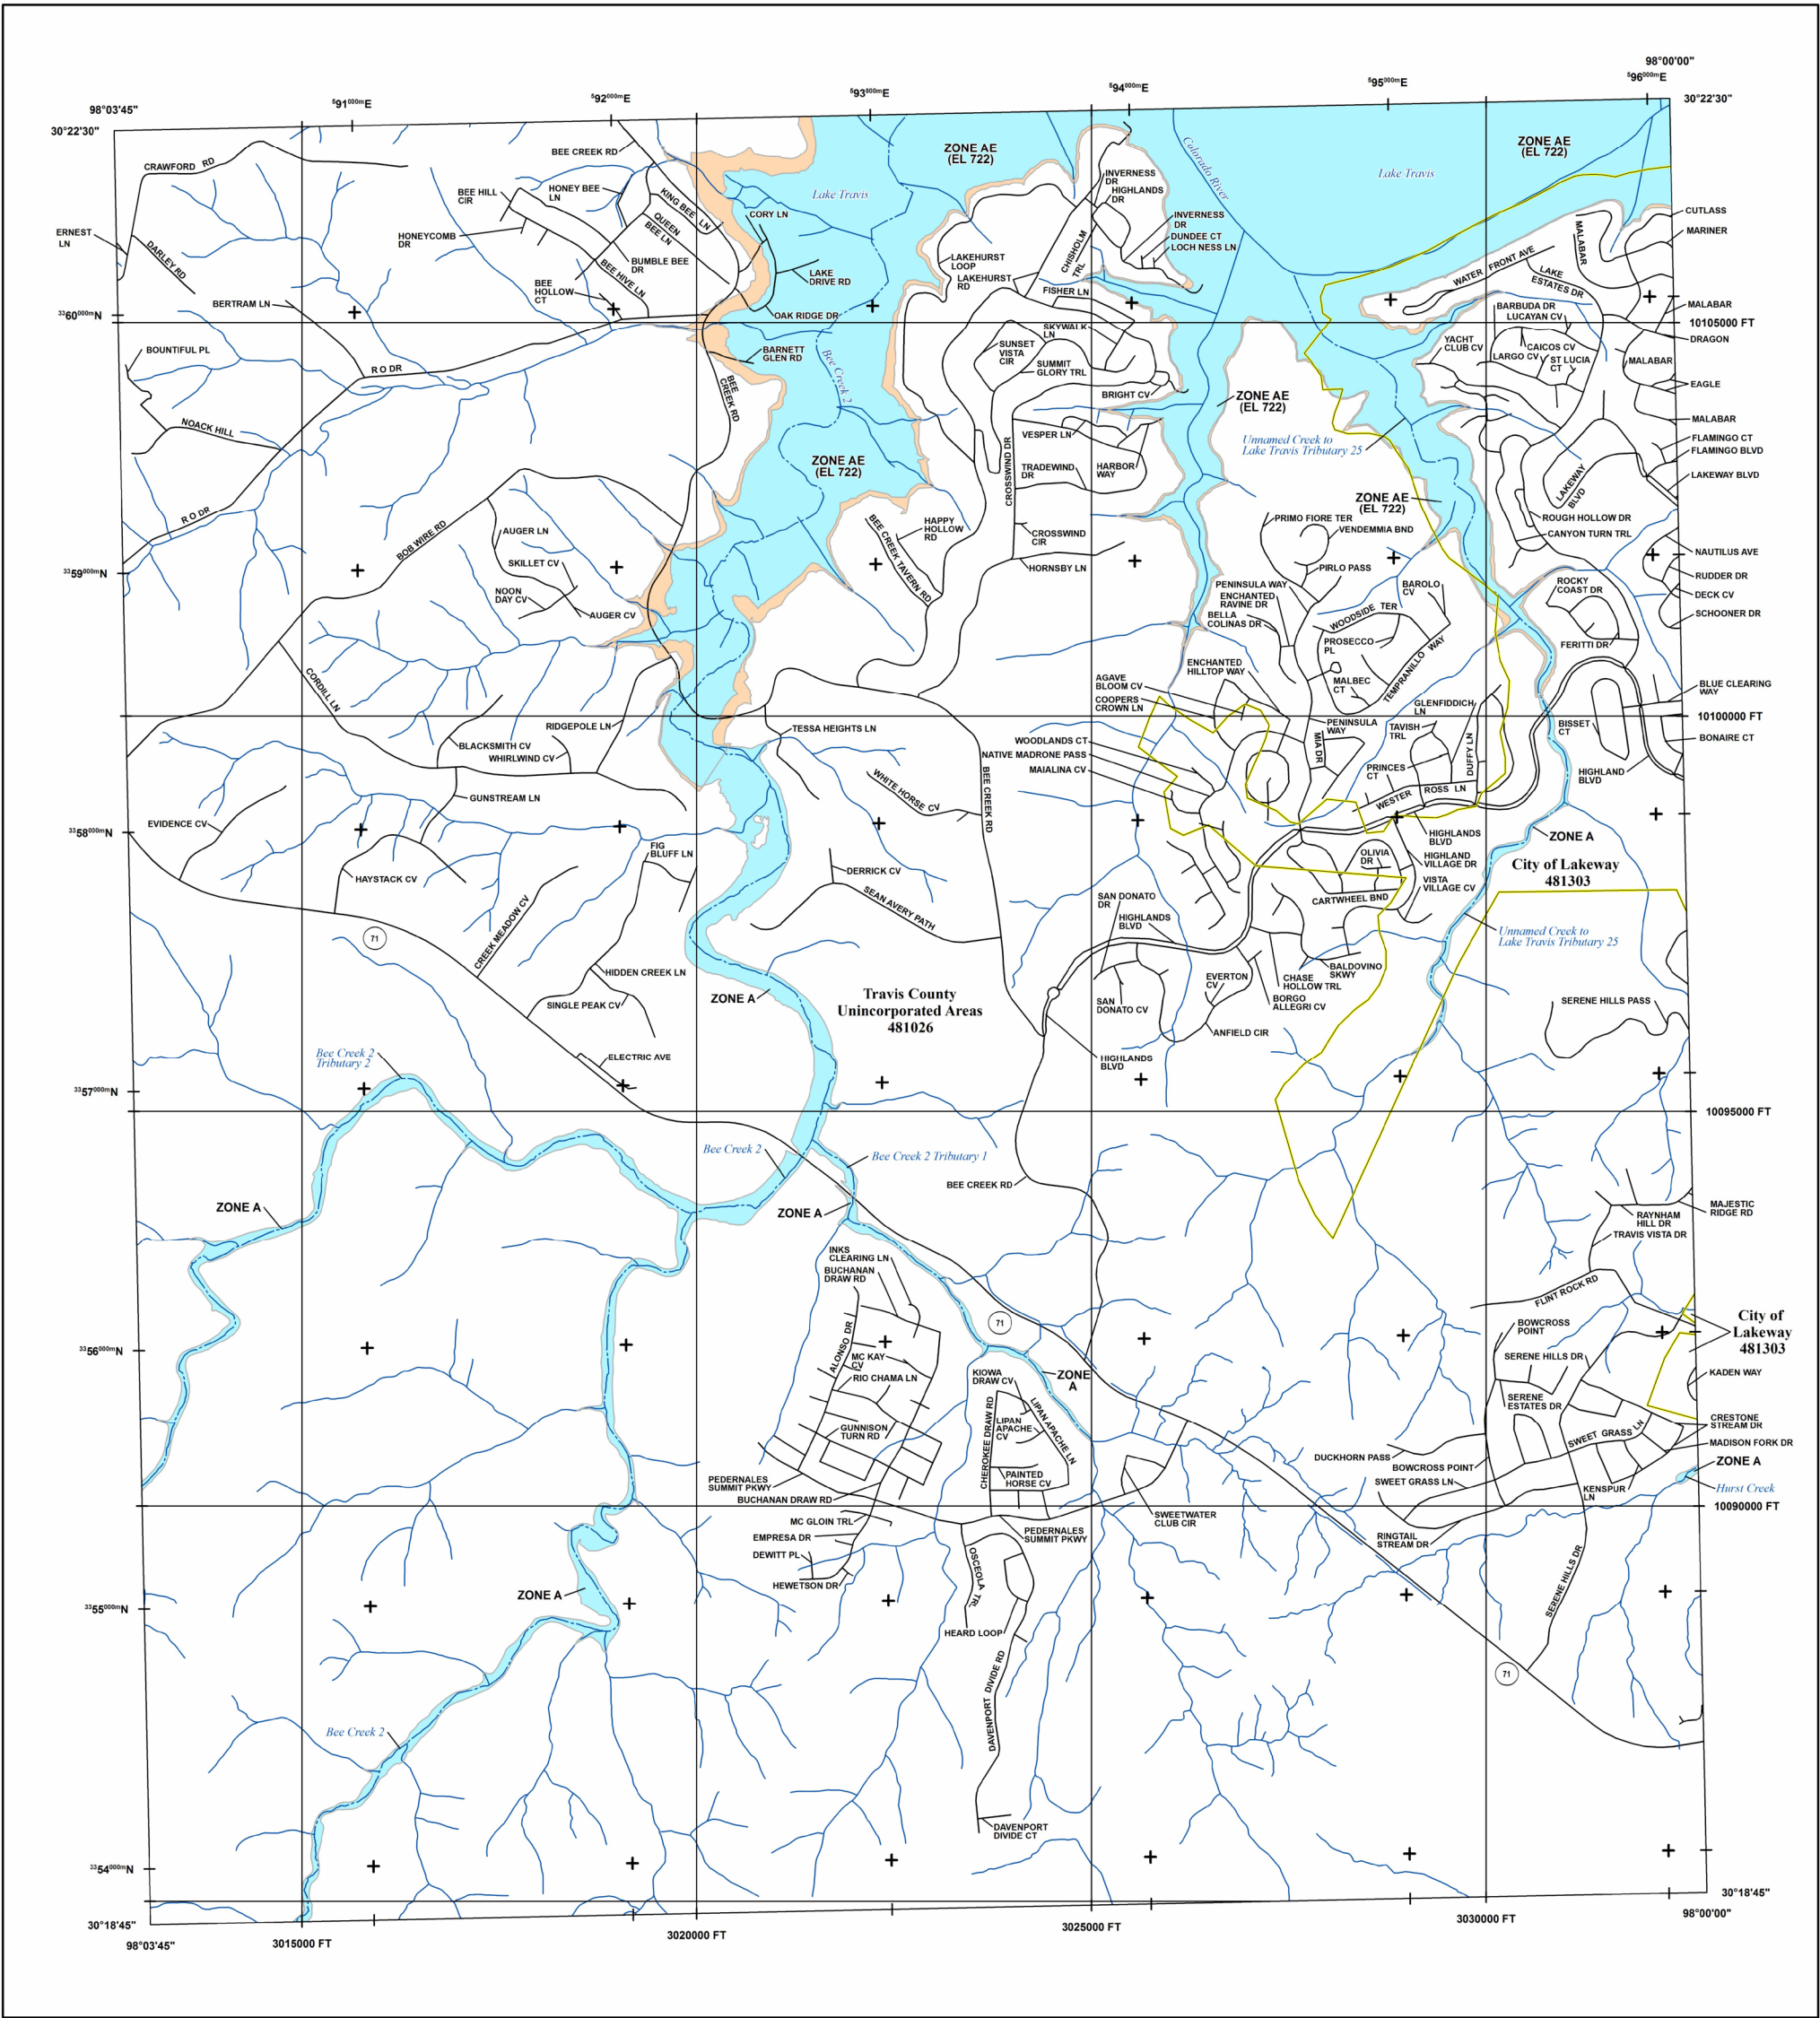 98°00'00"
98°03'45"
591000mE
592000mE
593000mE
594000mE
595000mE
596000mE
30°22'30"
30°22'30"
CRAWFORD RD
BEE CREEK RD
ZONE AE
(EL 722)
ZONE AE
(EL 722)
Colorado River
Lake Travis
Lake Travis
INVERNESS
DR
HIGHLANDS
DR
BEE HILL
CIR
HONEY BEE
LN
KING BEE LN
QUEEN
BEE LN
CORY LN
INVERNESS
DR
DUNDEE CT
LOCH NESS LN
CUTLASS
MARINER
MALABAR
ERNEST
LN
DARLEY RD
HONEYCOMB
DR
BUMBLE BEE
DR
BEE HIVE LN
LAKE
DRIVE RD
LAKEHURST
LOOP
LAKEHURST
RD
CHISHOLM
TRL
WATER FRONT AVE
LAKE
ESTATES DR
BERTRAM LN
BEE
HOLLOW
CT
FISHER LN
OAK RIDGE DR
BARBUDA DR
LUCAYAN CV
MALABAR
3360000mN
10105000 FT
BOUNTIFUL PL
R O DR
BARNETT
GLEN RD
Bee Creek 2
SKYWALK
LN
SUNSET
VISTA
CIR
SUMMIT
GLORY TRL
YACHT
CLUB CV
CAICOS CV
LARGO CV
ST LUCIA
CT
DRAGON
MALABAR
EAGLE
BEE
CREEK RD
BRIGHT CV
ZONE AE
(EL 722)
MALABAR
NOACK HILL
VESPER LN
Unnamed Creek to
Lake Travis Tributary 25
FLAMINGO CT
FLAMINGO BLVD
ZONE AE
(EL 722)
CROSSWIND DR
TRADEWIND
DR
HARBOR
WAY
LAKEWAY
BLVD
LAKEWAY BLVD
ZONE AE
(EL 722)
R O DR
BOB WIRE RD
AUGER LN
SKILLET CV
HAPPY
HOLLOW
RD
BEE CREEK TAVERN RD
CROSSWIND
CIR
PRIMO FIORE TER
VENDEMMIA BND
ROUGH HOLLOW DR
CANYON TURN TRL
NAUTILUS AVE
3359000mN
HORNSBY LN
PIRLO PASS
RUDDER DR
NOON
DAY CV
AUGER CV
PENINSULA WAY
ENCHANTED
RAVINE DR
BELLA
COLINAS DR
BAROLO
CV
WOODSIDE TER
ROCKY
COAST DR
DECK CV
SCHOONER DR
PROSECCO
PL
FERITTI DR
CORDILL LN
ENCHANTED
HILLTOP WAY
MALBEC
CT
TEMPRANILLO WAY
AGAVE
BLOOM CV
COOPERS
CROWN LN
BLUE CLEARING
WAY
GLENFIDDICH
LN
RIDGEPOLE LN
TESSA HEIGHTS LN
PENINSULA
WAY
TAVISH
TRL
BISSET
CT
10100000 FT
BLACKSMITH CV
WHIRLWIND CV
WOODLANDS CT
NATIVE MADRONE PASS
MAIALINA CV
MIA DR
DUFFY LN
BONAIRE CT
PRINCES
CT
HIGHLAND
BLVD
GUNSTREAM LN
WHITE HORSE CV
BEE CREEK RD
WESTER ROSS LN
EVIDENCE CV
3358000mN
HIGHLANDS
BLVD
ZONE A
FIG
BLUFF LN
OLIVIA
DR
HIGHLAND
VILLAGE DR
City of Lakeway
481303
HAYSTACK CV
DERRICK CV
VISTA
VILLAGE CV
SEAN AVERY PATH
SAN DONATO
DR
CARTWHEEL BND
HIGHLANDS
BLVD
CREEK MEADOW CV
71
Unnamed Creek to
Lake Travis Tributary 25
HIDDEN CREEK LN
BALDOVINO
SKWY
EVERTON
CV
CHASE
HOLLOW TRL
SINGLE PEAK CV
ZONE A
Travis County
Unincorporated Areas
481026
SAN
DONATO CV
BORGO
ALLEGRI CV
SERENE HILLS PASS
ANFIELD CIR
Bee Creek 2
Tributary 2
ELECTRIC AVE
HIGHLANDS
BLVD
3357000mN
10095000 FT
Bee Creek 2
Bee Creek 2 Tributary 1
BEE CREEK RD
ZONE A
ZONE A
MAJESTIC
RIDGE RD
RAYNHAM
HILL DR
TRAVIS VISTA DR
INKS
CLEARING LN
BUCHANAN
DRAW RD
FLINT ROCK RD
71
City of
Lakeway
481303
ALONSO DR
BOWCROSS
POINT
3356000mN
MC KAY
CV
RIO CHAMA LN
KIOWA
DRAW CV
ZONE
A
SERENE HILLS DR
KADEN WAY
CHEROKEE DRAW RD
LIPAN
APACHE
CV
LIPAN APACHE LN
SERENE
ESTATES DR
GUNNISON
TURN RD
CRESTONE
STREAM DR
SWEET GRASS LN
MADISON FORK DR
DUCKHORN PASS
BOWCROSS POINT
ZONE A
PEDERNALES
SUMMIT PKWY
PAINTED
HORSE CV
SWEET GRASS LN
KENSPUR
LN
Hurst Creek
BUCHANAN DRAW RD
10090000 FT
MC GLOIN TRL
SWEETWATER
CLUB CIR
EMPRESA DR
PEDERNALES
SUMMIT PKWY
RINGTAIL
STREAM DR
DEWITT PL
OSCEOLA TRL
HEWETSON DR
ZONE A
SERENE HILLS DR
3355000mN
HEARD LOOP
DAVENPORT DIVIDE RD
71
Bee Creek 2
DAVENPORT
DIVIDE CT
3354000mN
30°18'45"
30°18'45"
98°03'45"
3015000 FT
3020000 FT
3025000 FT
3030000 FT
98°00'00"